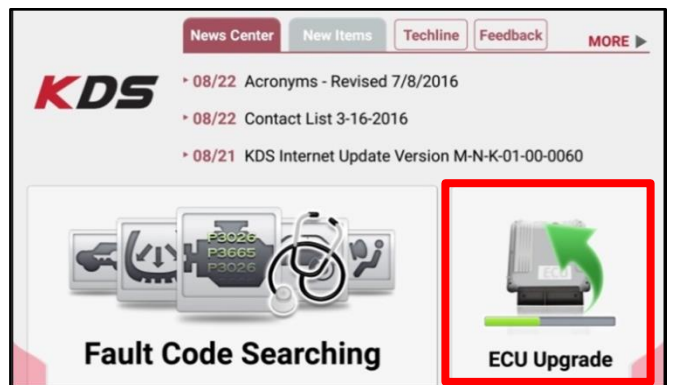 News Center New Items Techline Feedback MORE ▶
KDS
08/22 Acronyms - Revised 7/8/2016
08/22 Contact List 3-16-2016
08/21 KDS Internet Update Version M-N-K-01-00-0060
P3026
P3665
P3026
ECU
Fault Code Searching
ECU Upgrade